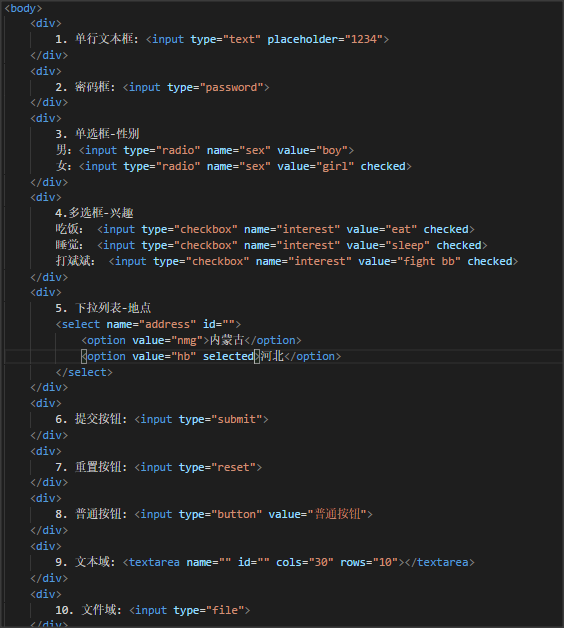 <body>
<div>
1. 单行文本框: <input type="text" placeholder="1234">
</div>
<div>
2. 密码框: <input type="password">
</div>
<div>
3. 单选框-性别
男: <input type="radio" name="sex" value="boy">
女: <input type="radio" name="sex" value="girl" checked>
</div>
<div>
4.多选框-兴趣
吃饭: <input type="checkbox" name="interest" value="eat" checked>
睡觉: <input type="checkbox" name="interest" value="sleep" checked>
打斌斌: <input type="checkbox" name="interest" value="fight bb" checked>
</div>
<div>
5. 下拉列表-地点
<select name="address" id="">
<option value="nmg">内蒙古</option>
<option value="hb" selected>河北</option>
</select>
</div>
<div>
6. 提交按钮: <input type="submit">
</div>
<div>
7. 重置按钮: <input type="reset">
</div>
<div>
8. 普通按钮: <input type="button" value="普通按钮">
</div>
<div>
9. 文本域: <textarea name="" id="" cols="30" rows="10"></textarea>
</div>
<div>
10. 文件域: <input type="file">
</div>